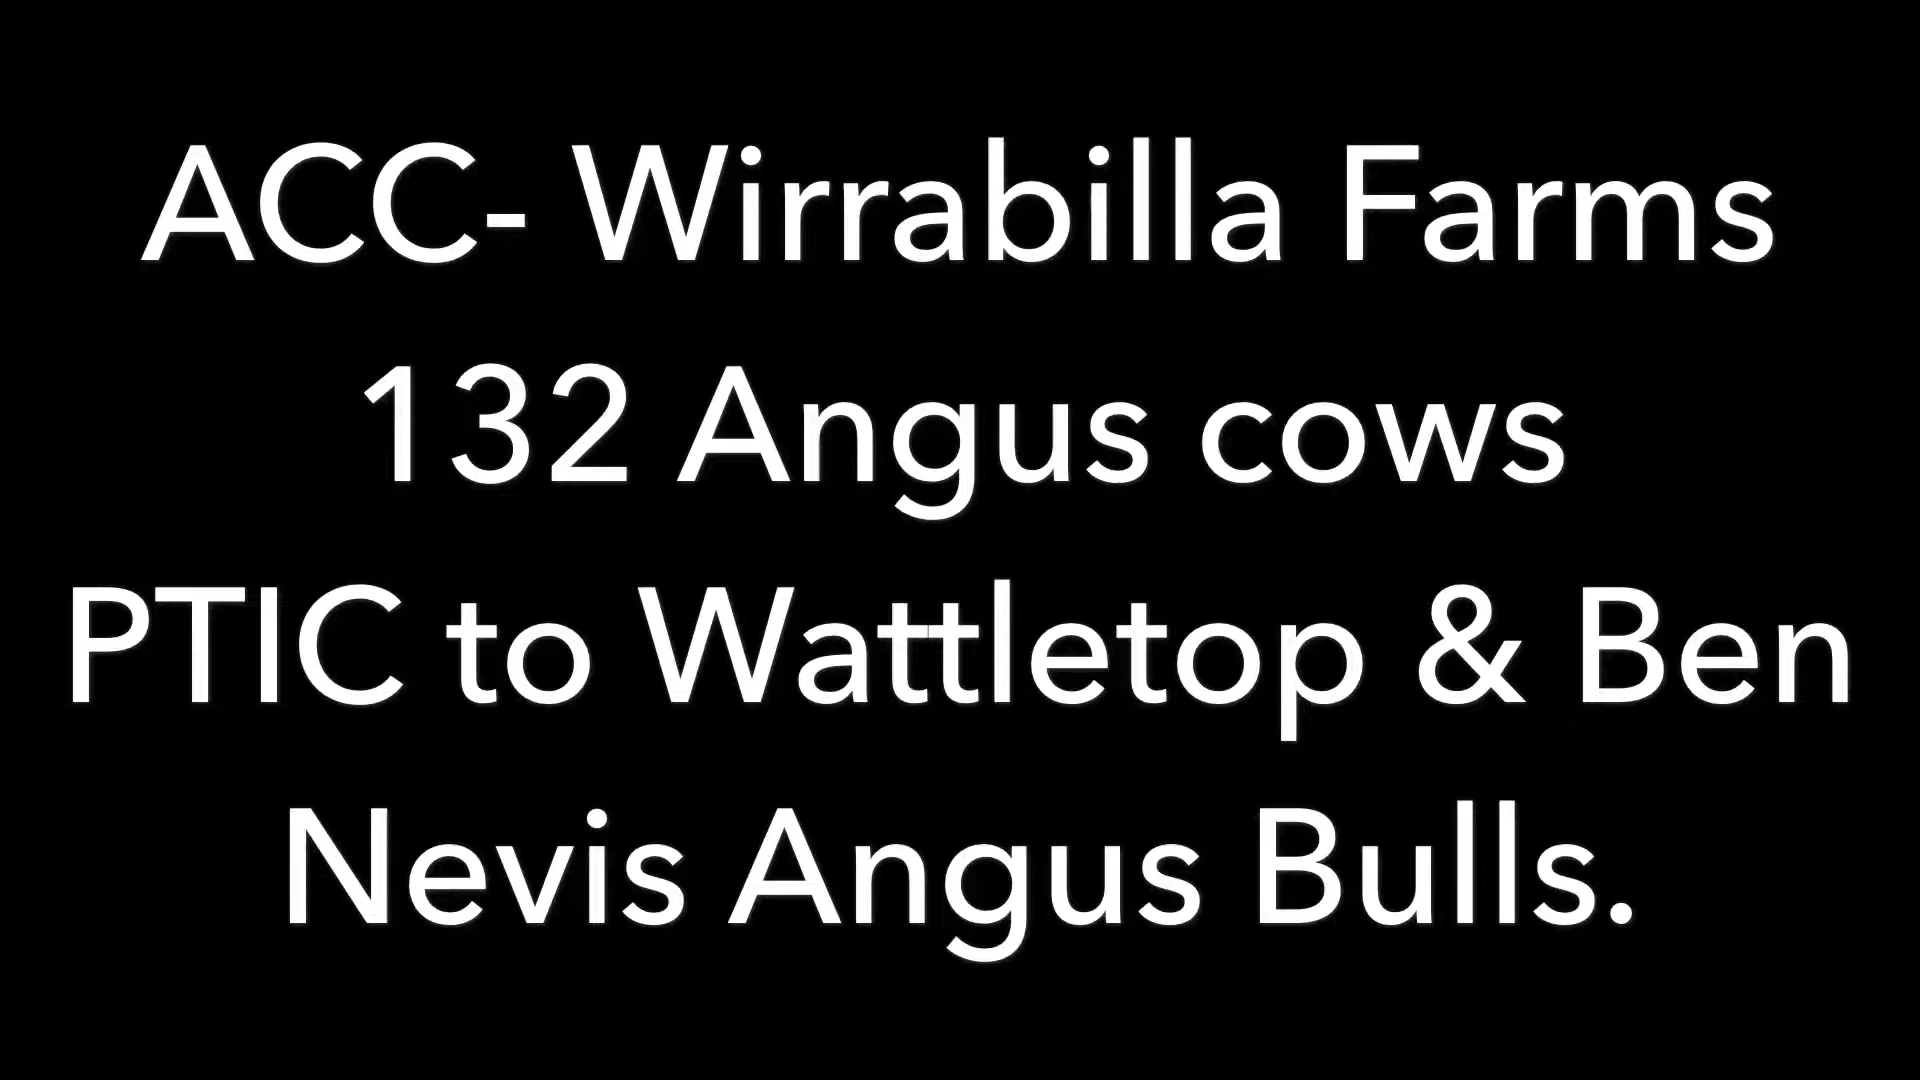 ACC- Wirrabilla Farms
132 Angus cows
PTIC to Wattletop & Ben
Nevis Angus Bulls.